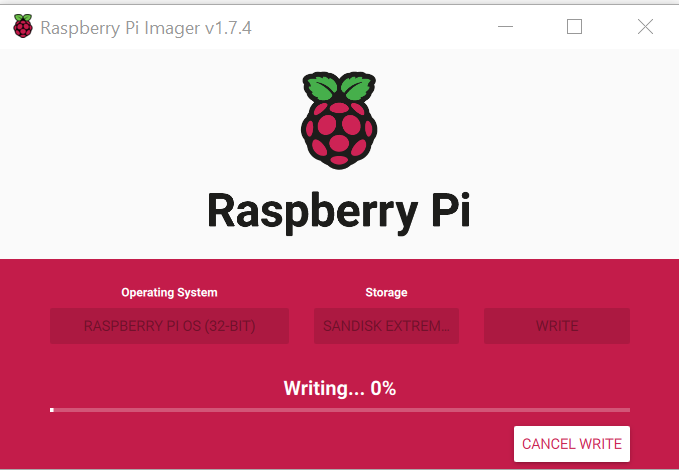 Raspberry Pi Imager v1.7.4
Raspberry Pi
Operating System Storage
RASPBERRY PI OS (32-BIT) SANDISK EXTREM... WRITE
Writing... 0%
CANCEL WRITE